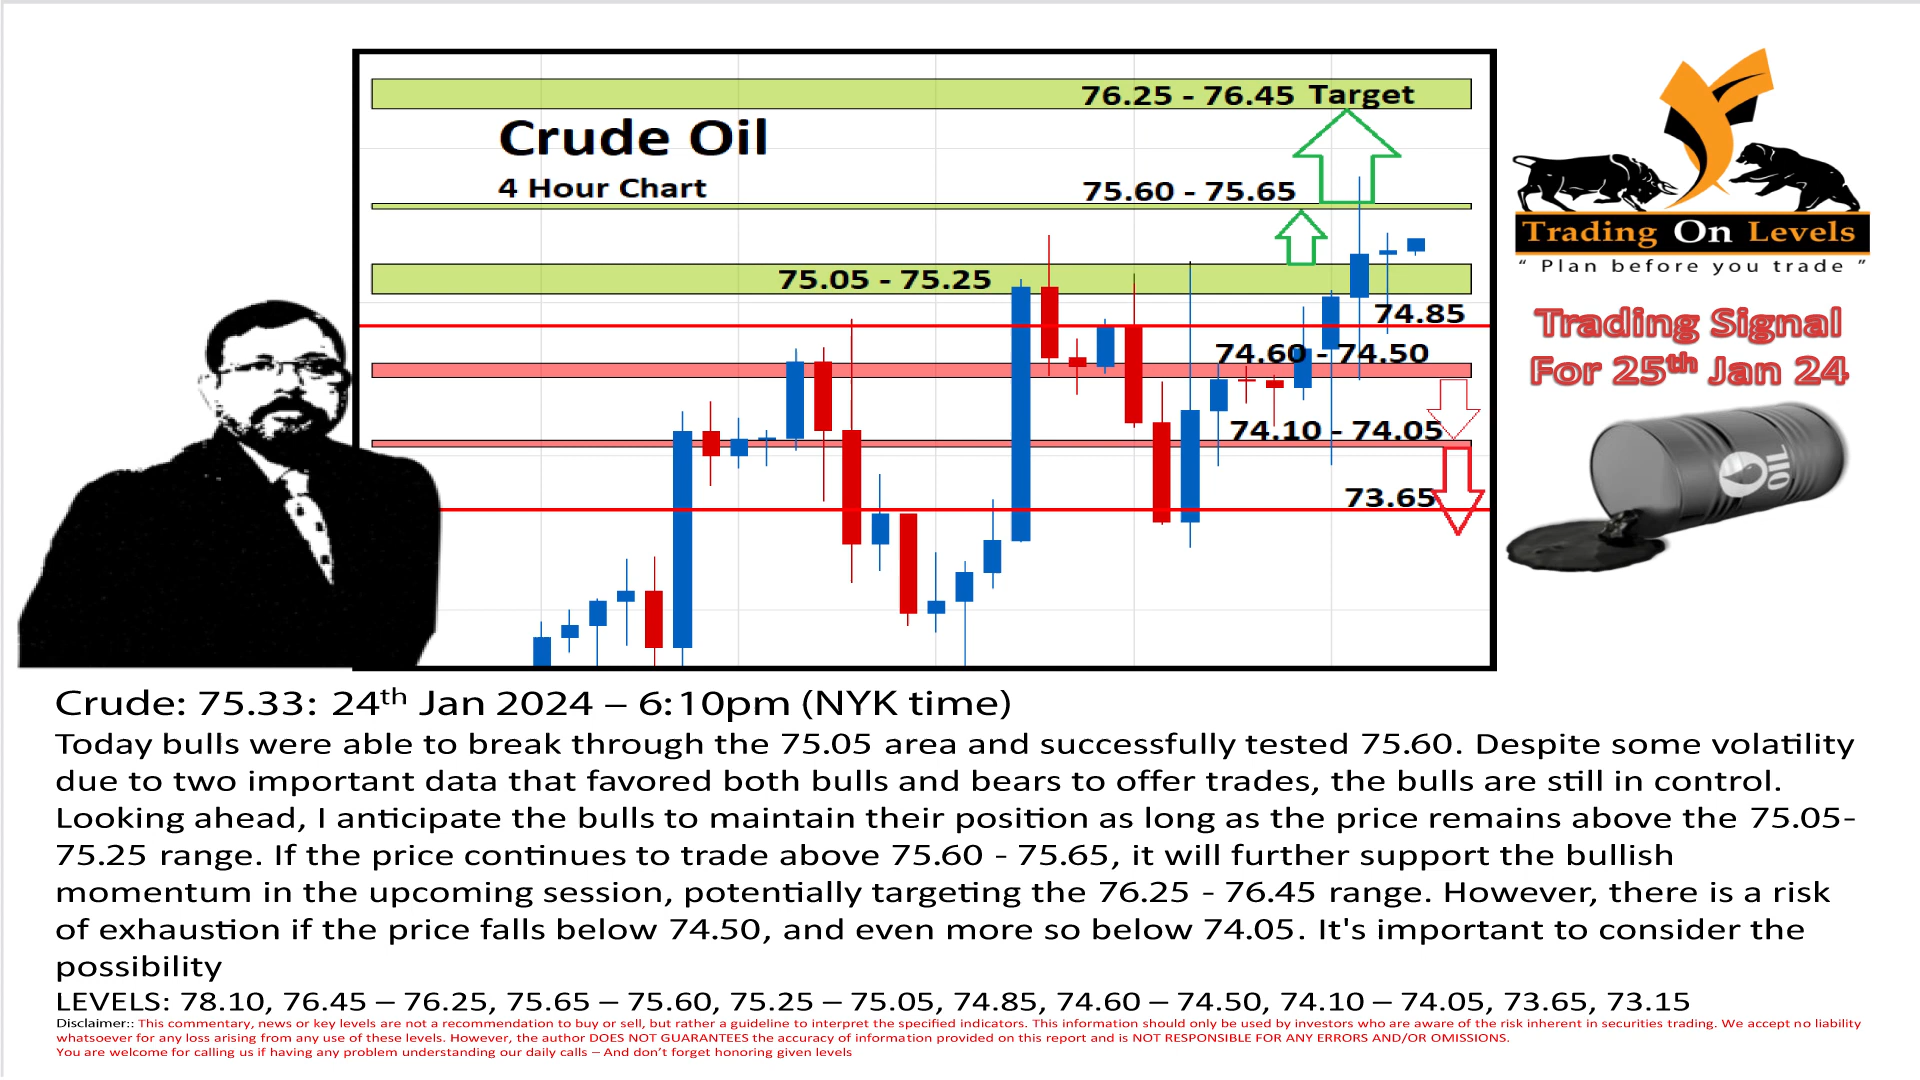 76.25 - 76.45 Target
Crude Oil
4 Hour Chart
75.60 - 75.65
75.05 - 75.25
74.85
74.60 - 74.50
74.10 - 74.05
73.65
Trading On Levels
“ Plan before you trade ”
Trading Signal
For 25th Jan 24
OIL
Crude: 75.33: 24th Jan 2024 – 6:10pm (NYK time)
Today bulls were able to break through the 75.05 area and successfully tested 75.60. Despite some volatility
due to two important data that favored both bulls and bears to offer trades, the bulls are still in control.
Looking ahead, I anticipate the bulls to maintain their position as long as the price remains above the 75.05-
75.25 range. If the price continues to trade above 75.60 - 75.65, it will further support the bullish
momentum in the upcoming session, potentially targeting the 76.25 - 76.45 range. However, there is a risk
of exhaustion if the price falls below 74.50, and even more so below 74.05. It's important to consider the
possibility
LEVELS: 78.10, 76.45 – 76.25, 75.65 – 75.60, 75.25 – 75.05, 74.85, 74.60 – 74.50, 74.10 – 74.05, 73.65, 73.15
Disclaimer:: This commentary, news or key levels are not a recommendation to buy or sell, but rather a guideline to interpret the specified indicators. This information should only be used by investors who are aware of the risk inherent in securities trading. We accept no liability
whatsoever for any loss arising from any use of these levels. However, the author DOES NOT GUARANTEES the accuracy of information provided on this report and is NOT RESPONSIBLE FOR ANY ERRORS AND/OR OMISSIONS.
You are welcome for calling us if having any problem understanding our daily calls – And don’t forget honoring given levels